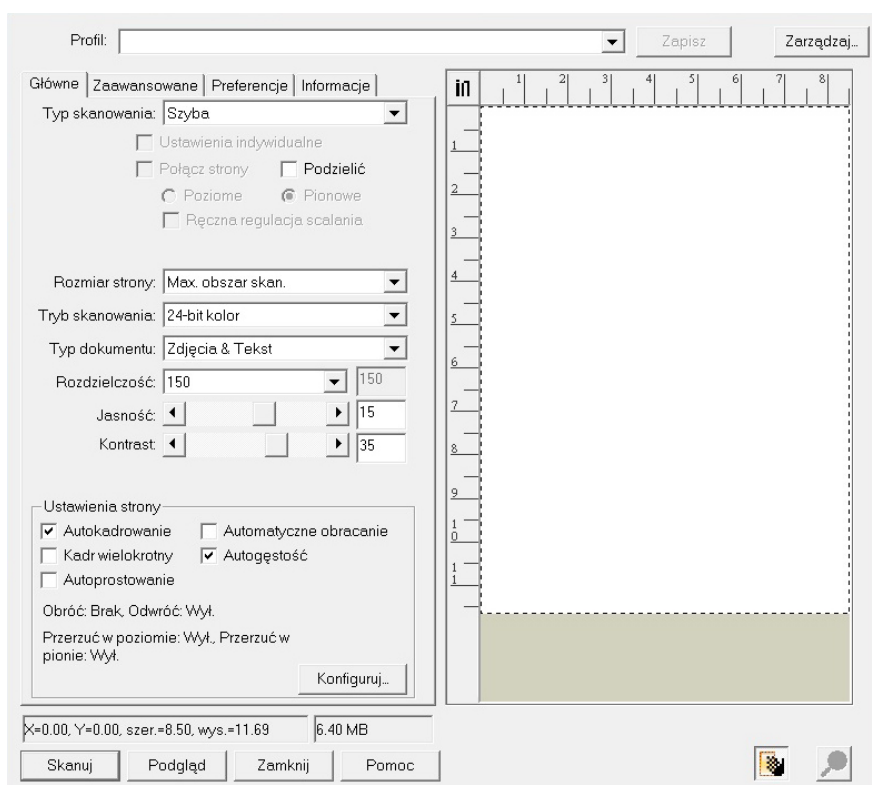 Profil:
Zapisz
Zarządzaj...
Główne Zaawansowane Preferencje Informacje
Typ skanowania: Szyba
Ustawienia indywidualne
Połącz strony Podzielić
Poziome Pionowe
Ręczna regulacja scalania
Rozmiar strony: Max. obszar skan.
Tryb skanowania: 24-bit kolor
Typ dokumentu: Zdjęcia & Tekst
Rozdzielczość: 150 150
Jasność: 15
Kontrast: 35
Ustawienia strony
Autokadrowanie Automatyczne obracanie
Kadr wielokrotny Autogęstość
Autoprostowanie
Obróć: Brak, Odwróć: Wył.
Przerzuć w poziomie: Wył., Przerzuć w
pionie: Wył.
Konfiguruj...
in 1 2 3 4 5 6 7 8
1
2
3
4
5
6
7
8
9
10
11
X=0.00, Y=0.00, szer.=8.50, wys.=11.69 6.40 MB
Skanuj Podgląd Zamknij Pomoc